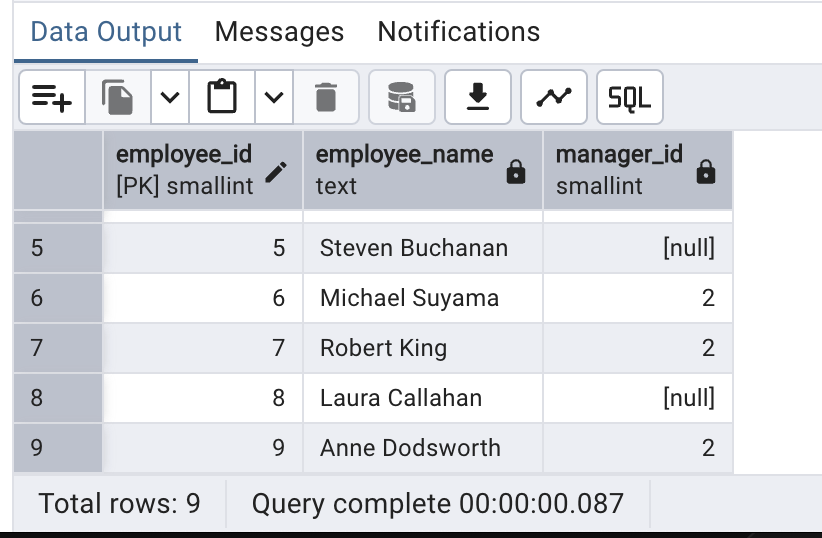 Data Output Messages Notifications
SQL
employee_id employee_name manager_id
[PK] smallint text smallint
5 5 Steven Buchanan [null]
6 6 Michael Suyama 2
7 7 Robert King 2
8 8 Laura Callahan [null]
9 9 Anne Dodsworth 2
Total rows: 9 Query complete 00:00:00.087